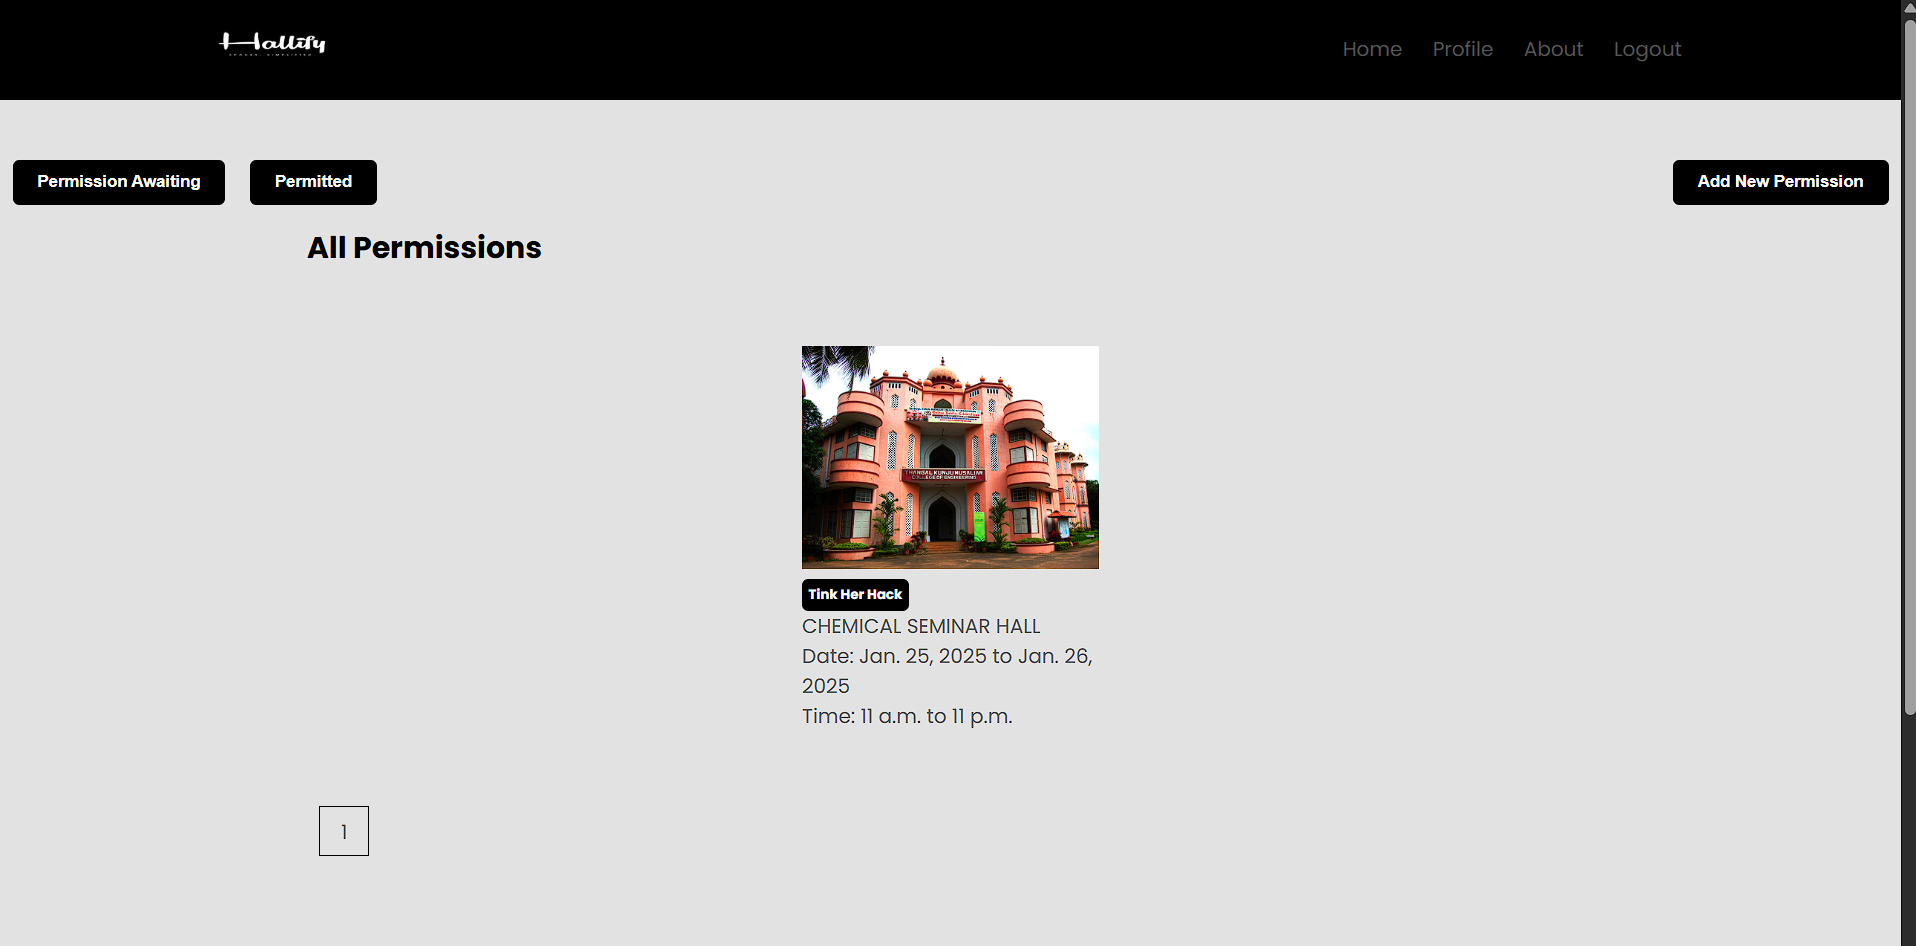 Hallify
Home Profile About Logout
Permission Awaiting Permitted Add New Permission
All Permissions
THANGAL KUNJU MUSALIAR
COLLEGE OF ENGINEERING
Tink Her Hack
CHEMICAL SEMINAR HALL
Date: Jan. 25, 2025 to Jan. 26,
2025
Time: 11 a.m. to 11 p.m.
1